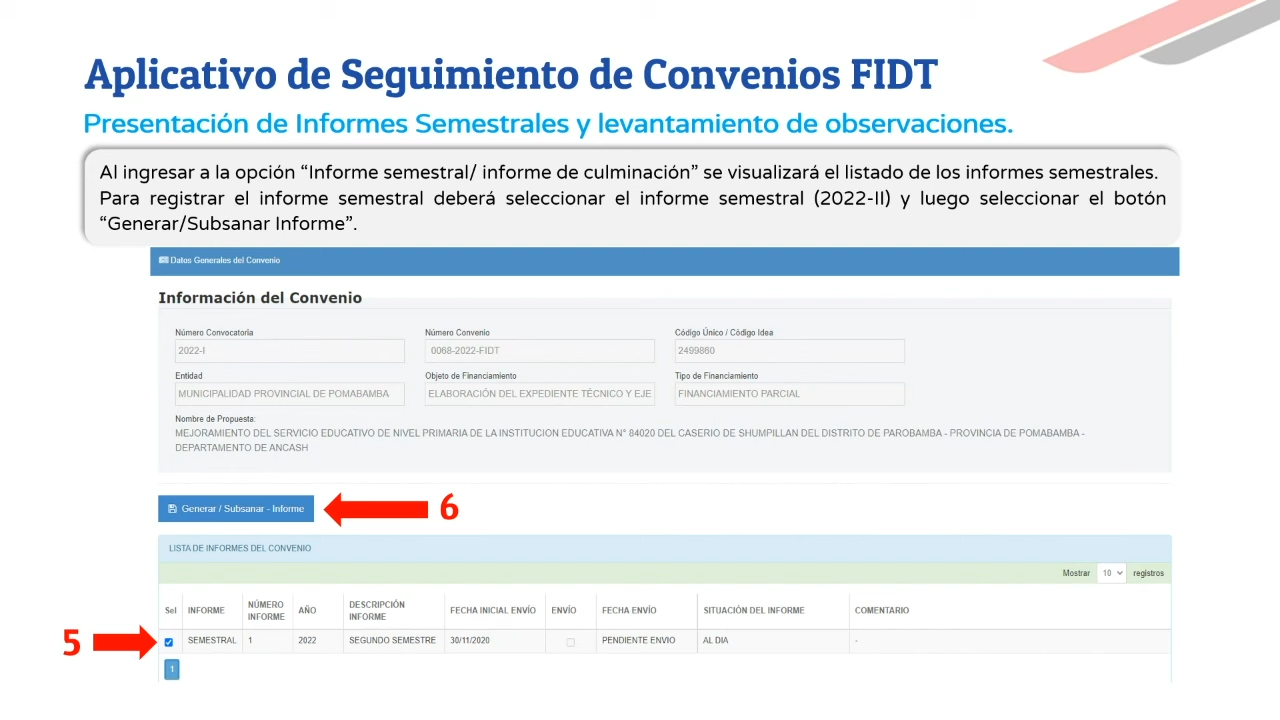 Aplicativo de Seguimiento de Convenios FIDT
Presentación de Informes Semestrales y levantamiento de observaciones.
Al ingresar a la opción “Informe semestral/ informe de culminación” se visualizará el listado de los informes semestrales.
Para registrar el informe semestral deberá seleccionar el informe semestral (2022-II) y luego seleccionar el botón
“Generar/Subsanar Informe”.
Datos Generales del Convenio
Información del Convenio
Número Convocatoria Número Convenio Código Único / Código Idea
2022-I 0068-2022-FIDT 2499860
Entidad Objeto de Financiamiento Tipo de Financiamiento
MUNICIPALIDAD PROVINCIAL DE POMABAMBA ELABORACIÓN DEL EXPEDIENTE TÉCNICO Y EJE FINANCIAMIENTO PARCIAL
Nombre de Propuesta:
MEJORAMIENTO DEL SERVICIO EDUCATIVO DE NIVEL PRIMARIA DE LA INSTITUCION EDUCATIVA N° 84020 DEL CASERIO DE SHUMPILLAN DEL DISTRITO DE PAROBAMBA - PROVINCIA DE POMABAMBA -
DEPARTAMENTO DE ANCASH
Generar / Subsanar - Informe 6
LISTA DE INFORMES DEL CONVENIO
Mostrar 10 registros
Sel INFORME NÚMERO INFORME AÑO DESCRIPCIÓN INFORME FECHA INICIAL ENVÍO ENVÍO FECHA ENVÍO SITUACIÓN DEL INFORME COMENTARIO
5 SEMESTRAL 1 2022 SEGUNDO SEMESTRE 30/11/2020 PENDIENTE ENVIO AL DIA -
1